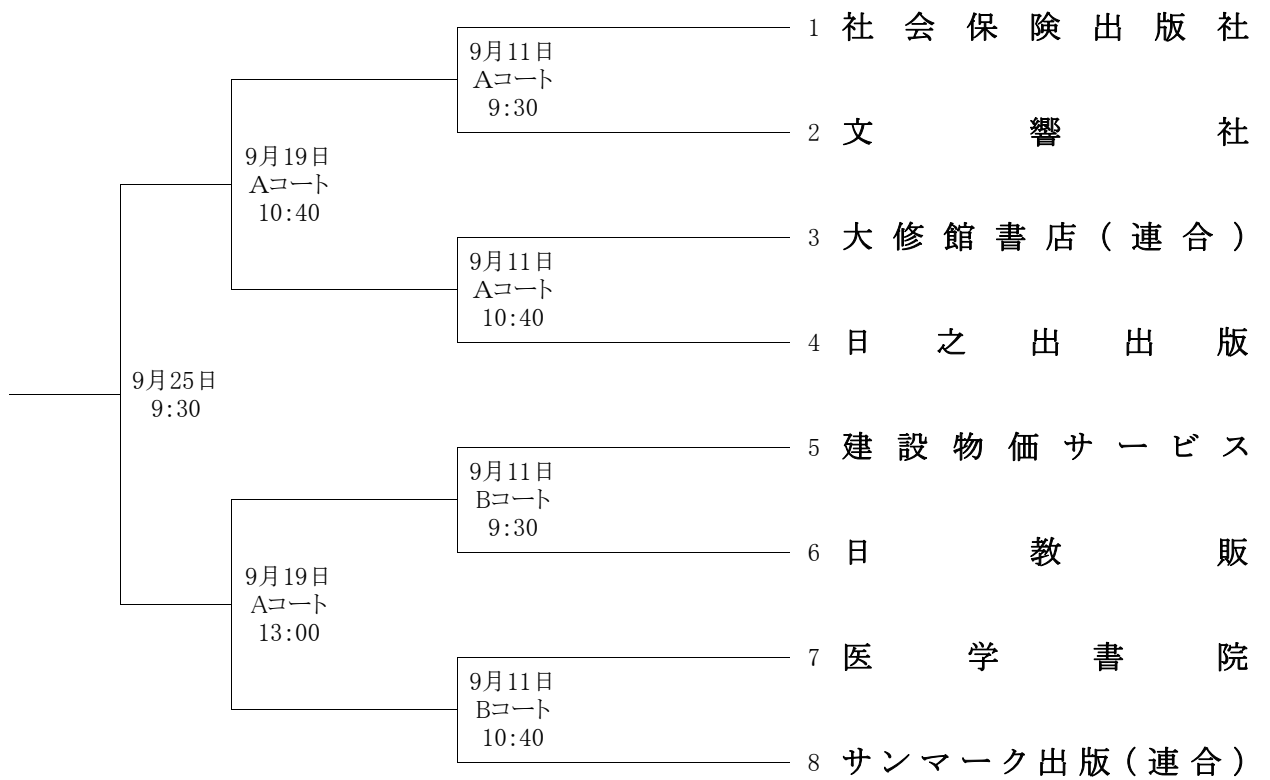 1 社会保険出版社
9月11日
Aコート
9:30
2 文響社
9月19日
Aコート
10:40
3 大修館書店(連合)
9月11日
Aコート
10:40
4 日之出出版
9月25日
9:30
5 建設物価サービス
9月11日
Bコート
9:30
6 日教販
9月19日
Aコート
13:00
7 医学書院
9月11日
Bコート
10:40
8 サンマーク出版(連合)